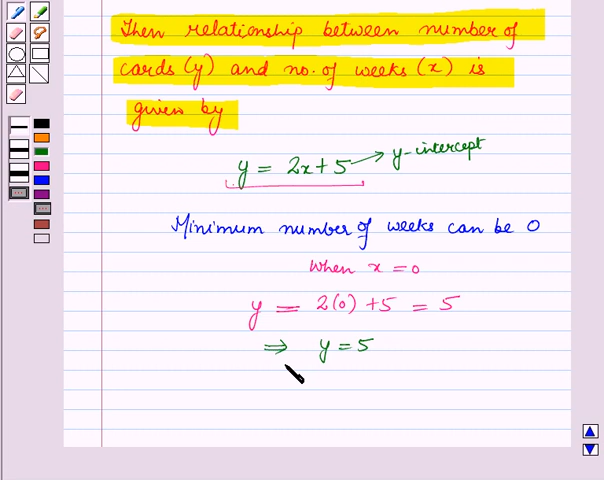 Then relationship between number of
cards (y) and no. of weeks (x) is
given by
y = 2x + 5 → y-intercept
Minimum number of weeks can be 0
When x = 0
y = 2(0) + 5 = 5
⇒ y = 5